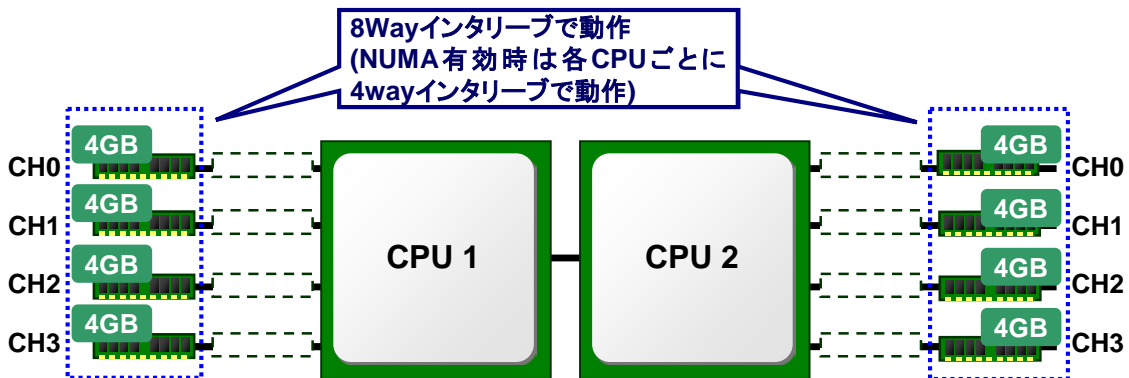 8Wayインタリーブで動作
(NUMA有効時は各CPUごとに
4wayインタリーブで動作)
4GB
4GB
CH0
CH0
4GB
4GB
CH1
CH1
CPU 1
CPU 2
4GB
4GB
CH2
CH2
4GB
4GB
CH3
CH3